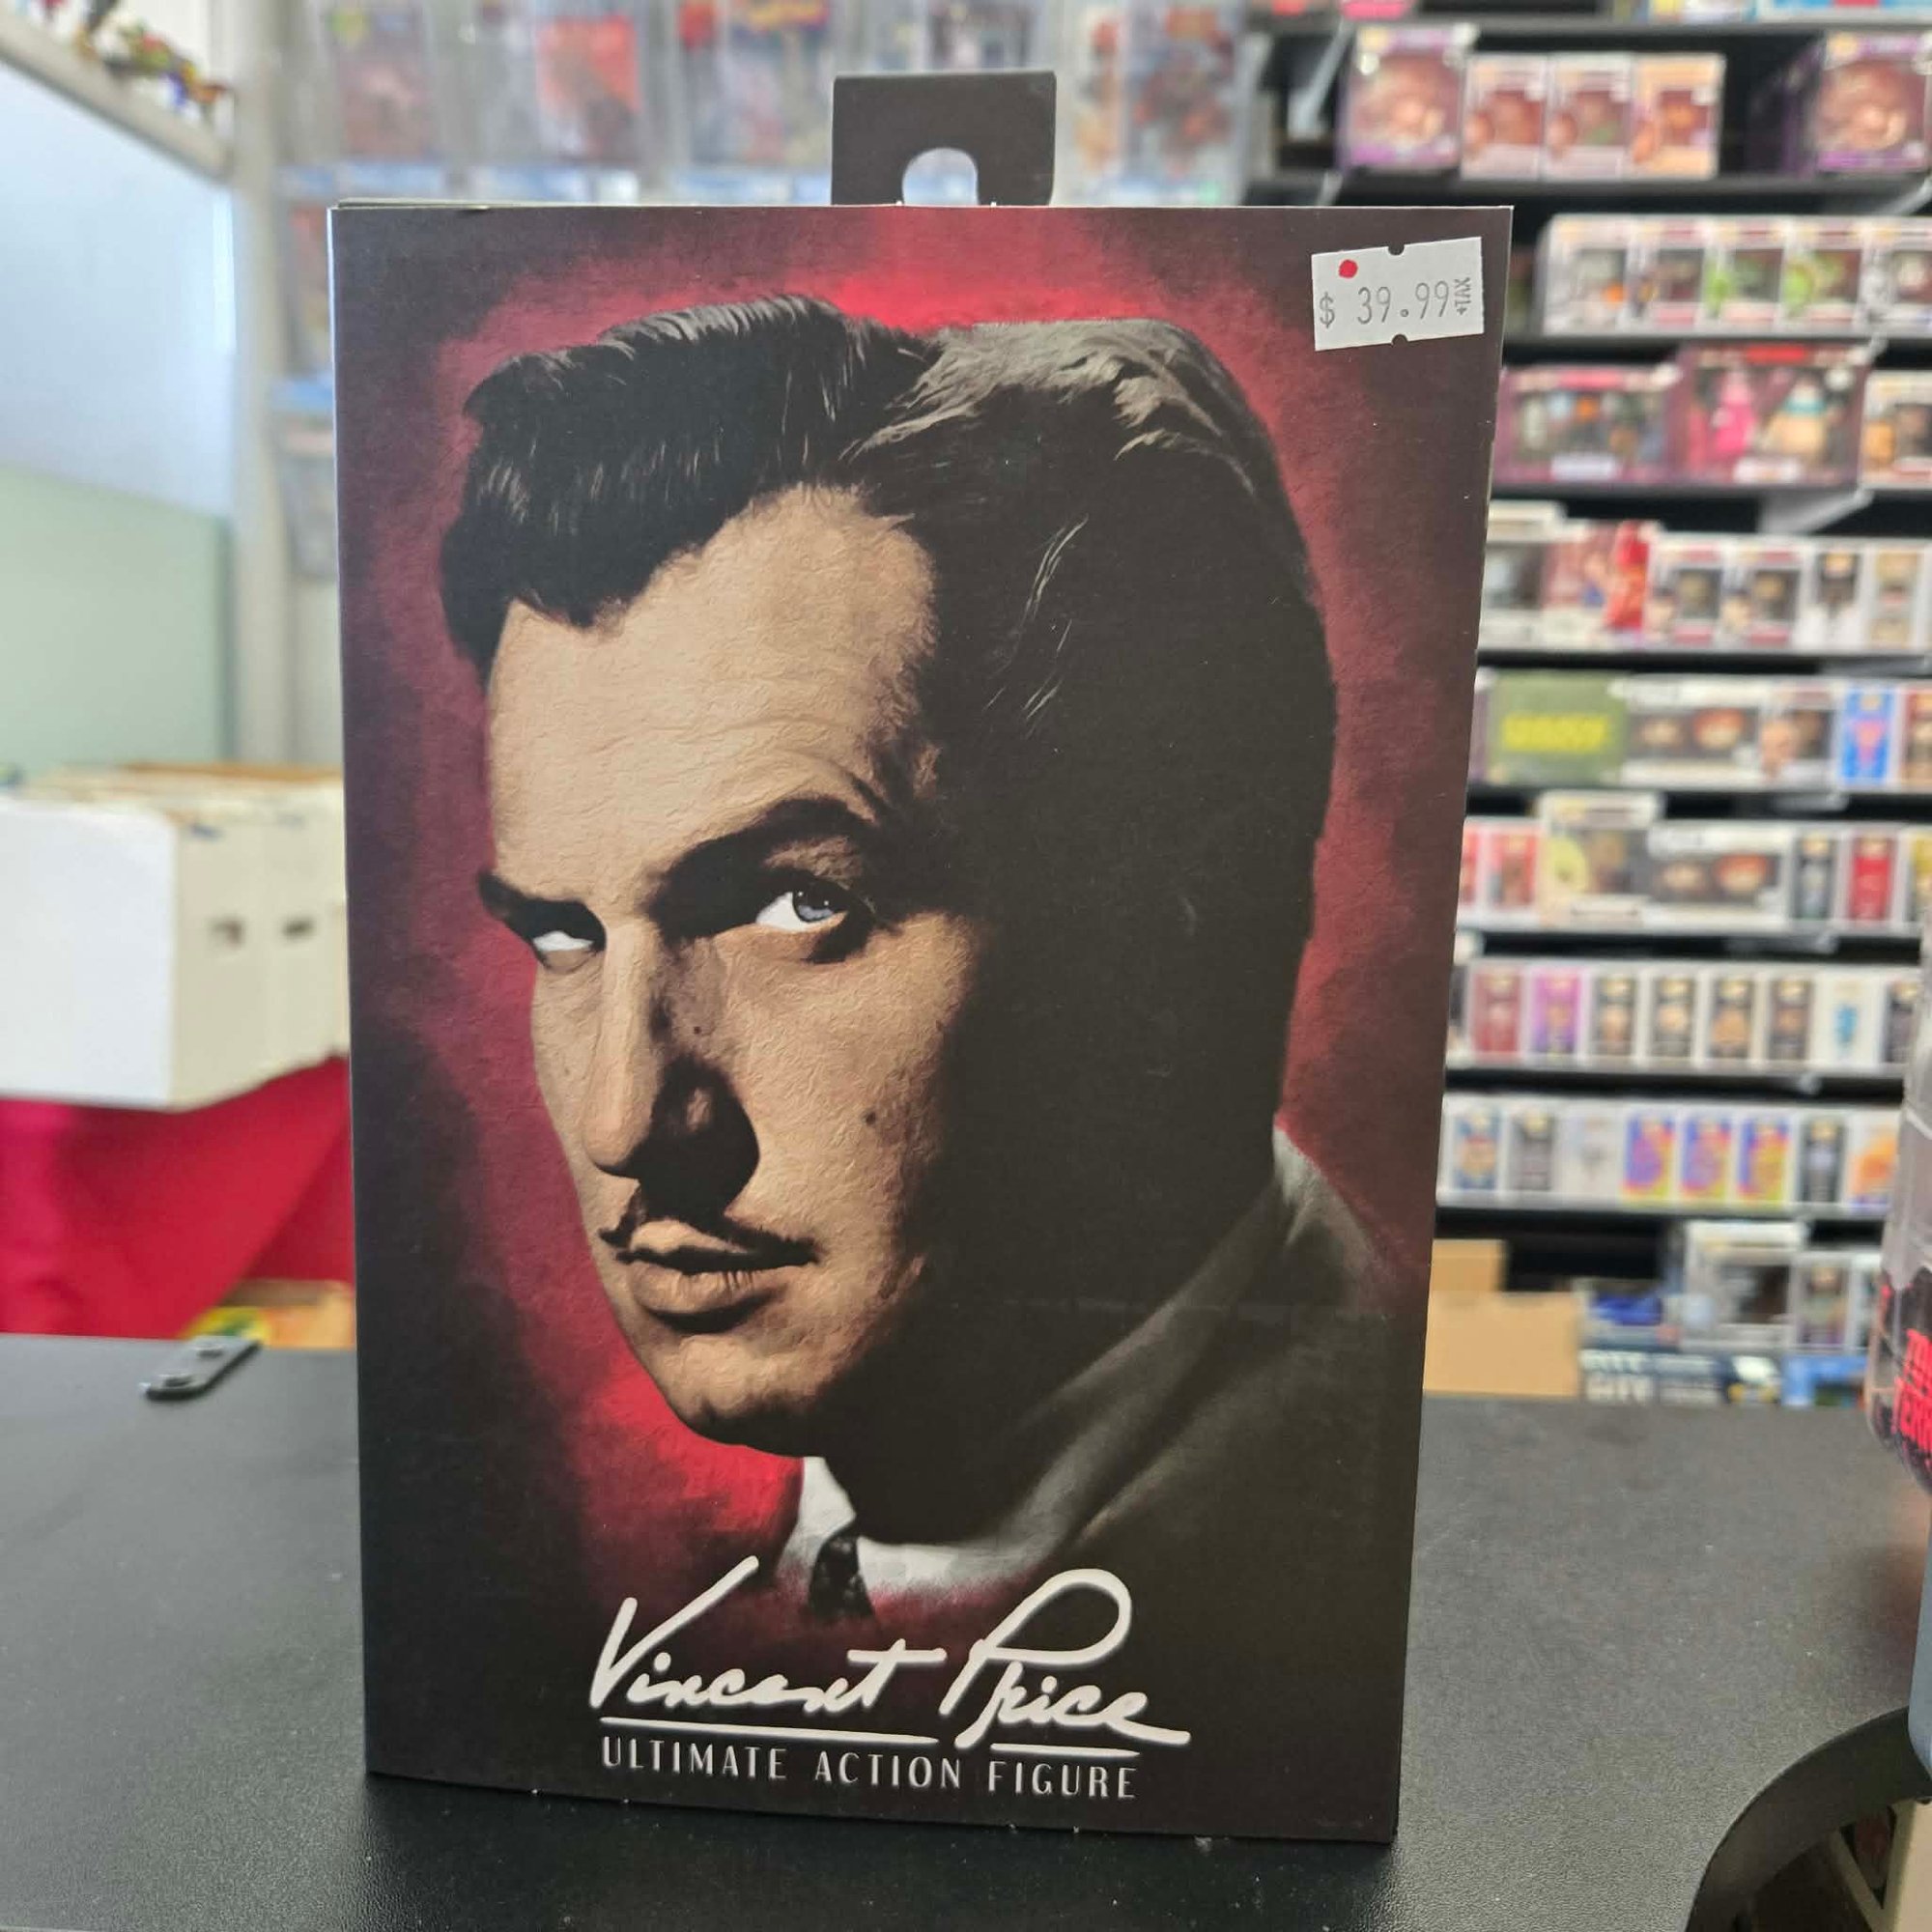 $ 39.99 +TAX
Vincent Price
ULTIMATE ACTION FIGURE